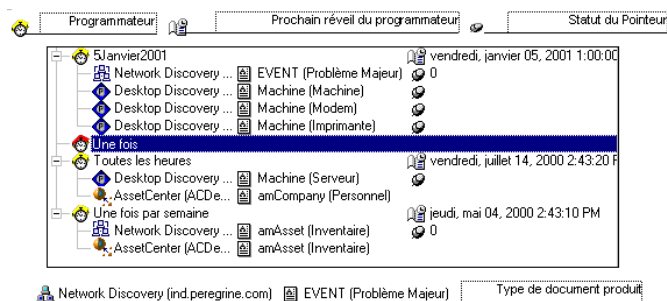 Programmateur Prochain réveil du programmateur Statut du Pointeur
5Janvier2001 vendredi, janvier 05, 2001 1:00:00
Network Discovery ... EVENT (Problème Majeur) 0
Desktop Discovery ... Machine (Machine)
Desktop Discovery ... Machine (Modem)
Desktop Discovery ... Machine (Imprimante)
Une fois
Toutes les heures vendredi, juillet 14, 2000 2:43:20 P
Desktop Discovery ... Machine (Serveur)
AssetCenter (ACDe... amCompany (Personnel)
Une fois par semaine jeudi, mai 04, 2000 2:43:10 PM
Network Discovery ... amAsset (Inventaire) 0
AssetCenter (ACDe... amAsset (Inventaire)
Network Discovery (ind.peregrine.com) EVENT (Problème Majeur) Type de document produit